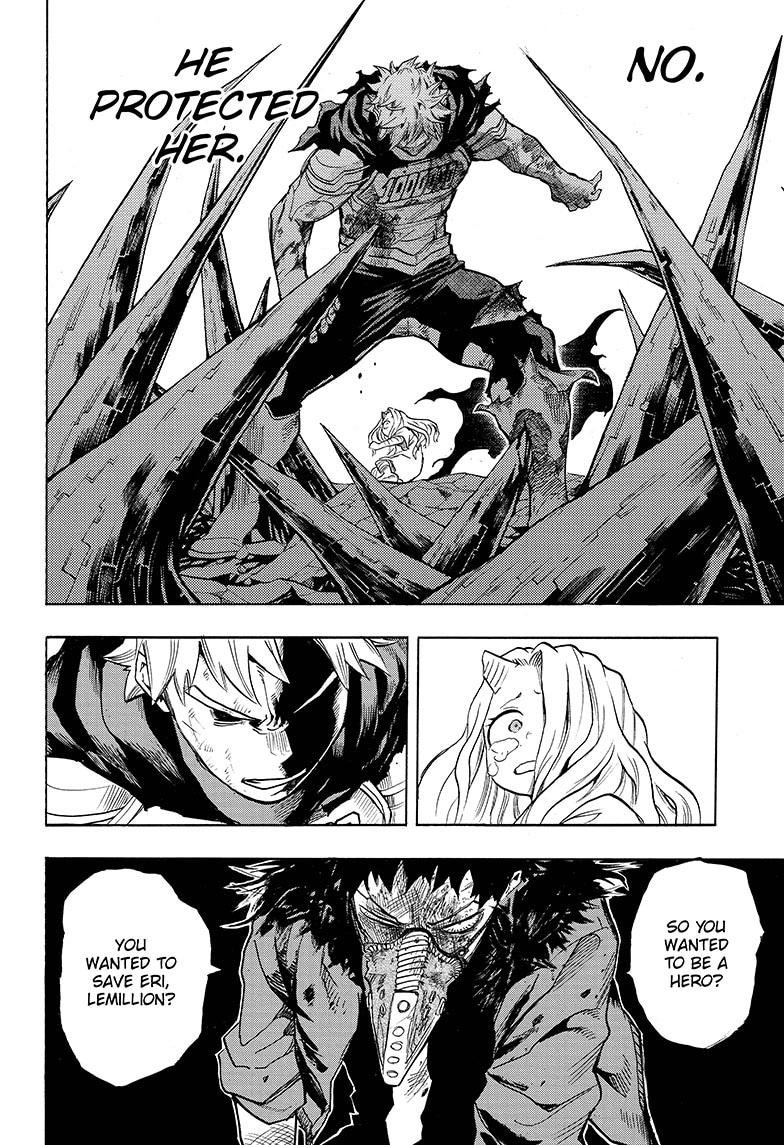 NO.
HE
PROTECTED
HER.
SO YOU
WANTED
TO BE A
HERO?
YOU
WANTED TO
SAVE ERI,
LEMILLION?